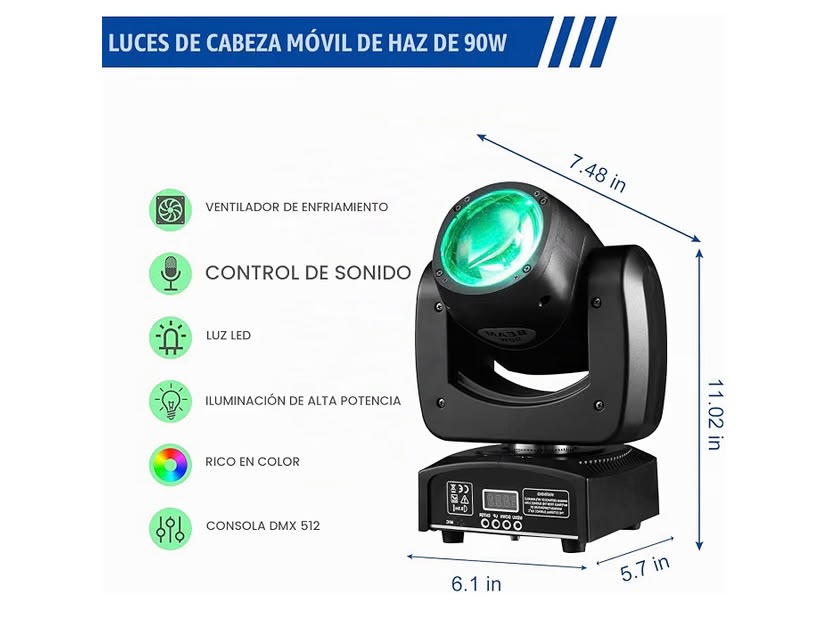 LUCES DE CABEZA MÓVIL DE HAZ DE 90W
7.48 in
VENTILADOR DE ENFRIAMIENTO
CONTROL DE SONIDO
LUZ LED
ILUMINACIÓN DE ALTA POTENCIA
RICO EN COLOR
CONSOLA DMX 512
11.02 in
6.1 in
5.7 in
BEAM
MIC